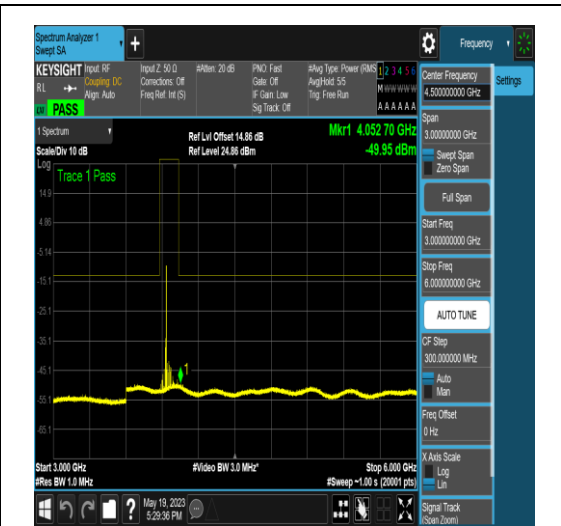 Spectrum Analyzer 1
Swept SA
Frequency
KEYSIGHT
Input: RF
Coupling: DC
Align: Auto
Input Z: 50 Ω
Corrections: Off
Freq Ref: Int (S)
#Atten: 20 dB
PNO: Fast
Gate: Off
IF Gain: Low
Sig Track: Off
#Avg Type: Power (RMS
Avg|Hold: 5/5
Trig: Free Run
1 2 3 4 5 6
M W W W W W
A A A A A A
RL
PASS
Center Frequency
4.500000000 GHz
Settings
Span
3.00000000 GHz
Swept Span
Zero Span
Full Span
Start Freq
3.000000000 GHz
Stop Freq
6.000000000 GHz
AUTO TUNE
CF Step
300.000000 MHz
Auto
Man
Freq Offset
0 Hz
X Axis Scale
Log
Lin
Signal Track
(Span Zoom)
1 Spectrum
Scale/Div 10 dB
Ref Lvl Offset 14.86 dB
Ref Level 24.86 dBm
Mkr1 4.052 70 GHz
-49.95 dBm
Log
Trace 1 Pass
14.9
4.86
-5.14
-15.1
-25.1
-35.1
-45.1
-55.1
-65.1
1
Start 3.000 GHz
#Res BW 1.0 MHz
#Video BW 3.0 MHz*
Stop 6.000 GHz
#Sweep ~1.00 s (20001 pts)
May 19, 2023
5:29:36 PM